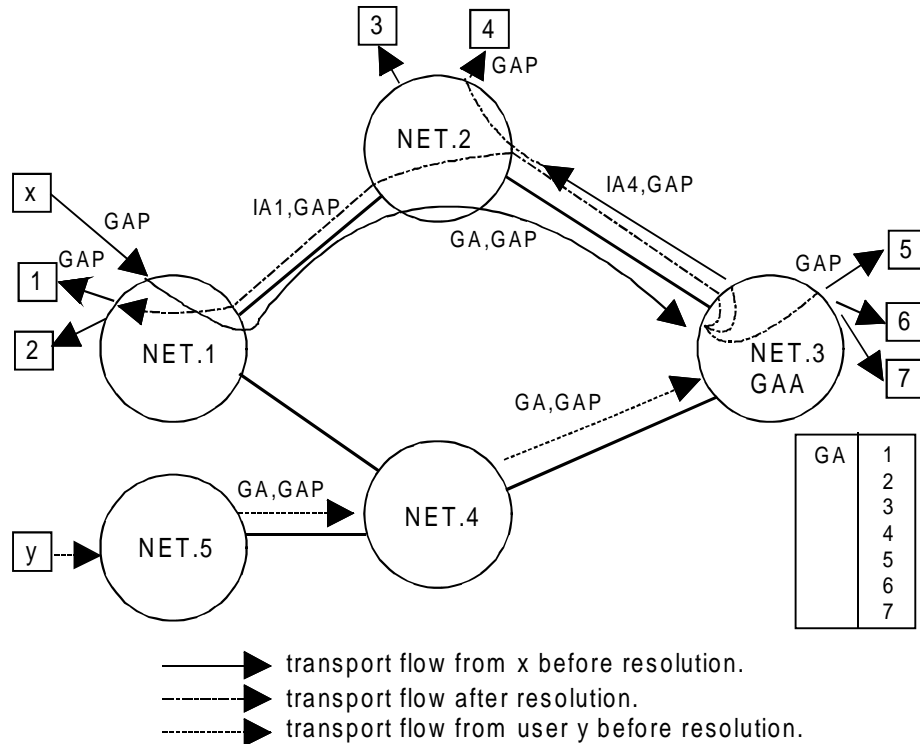 3
4
GAP
NET.2
x
GAP
IA1,GAP
IA4,GAP
GA,GAP
1
GAP
2
NET.1
GAP
5
6
7
NET.3
GAA
GA,GAP
GA
1
2
3
4
5
6
7
GA,GAP
NET.4
y
NET.5
transport flow from x before resolution.
transport flow after resolution.
transport flow from user y before resolution.